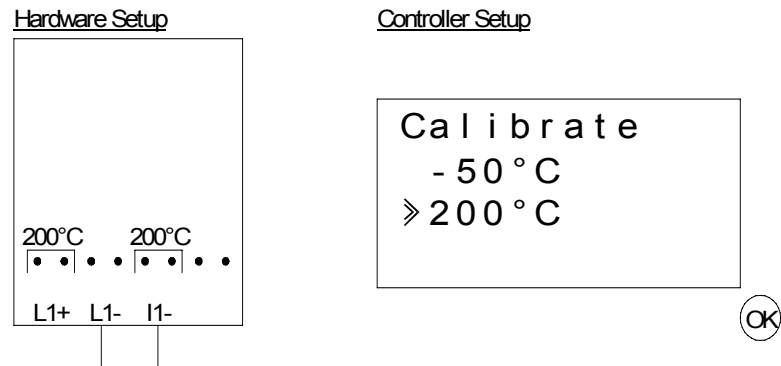 Hardware Setup
Controller Setup
Calibrate
-50°C
»200°C
200°C 200°C
L1+ L1- I1-
OK